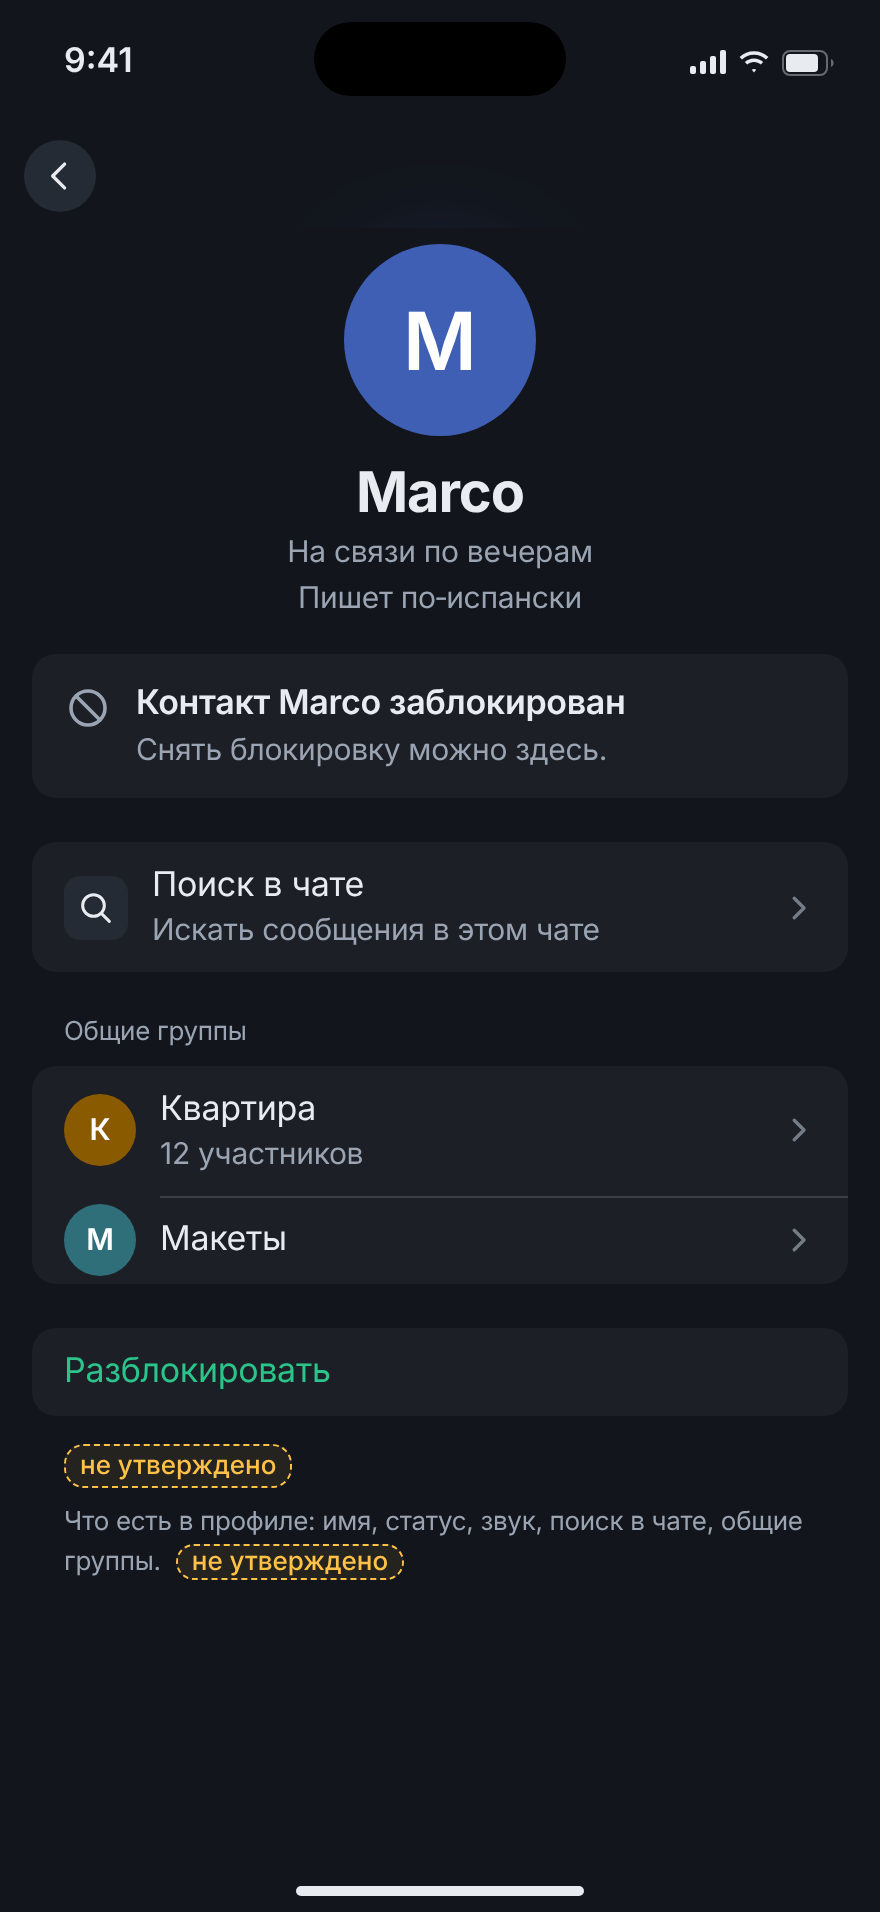 9:41
M
Marco
На связи по вечерам
Пишет по-испански
Контакт Marco заблокирован
Снять блокировку можно здесь.
Поиск в чате
Искать сообщения в этом чате
Общие группы
К
Квартира
12 участников
М
Макеты
Разблокировать
не утверждено
Что есть в профиле: имя, статус, звук, поиск в чате, общие
группы. не утверждено